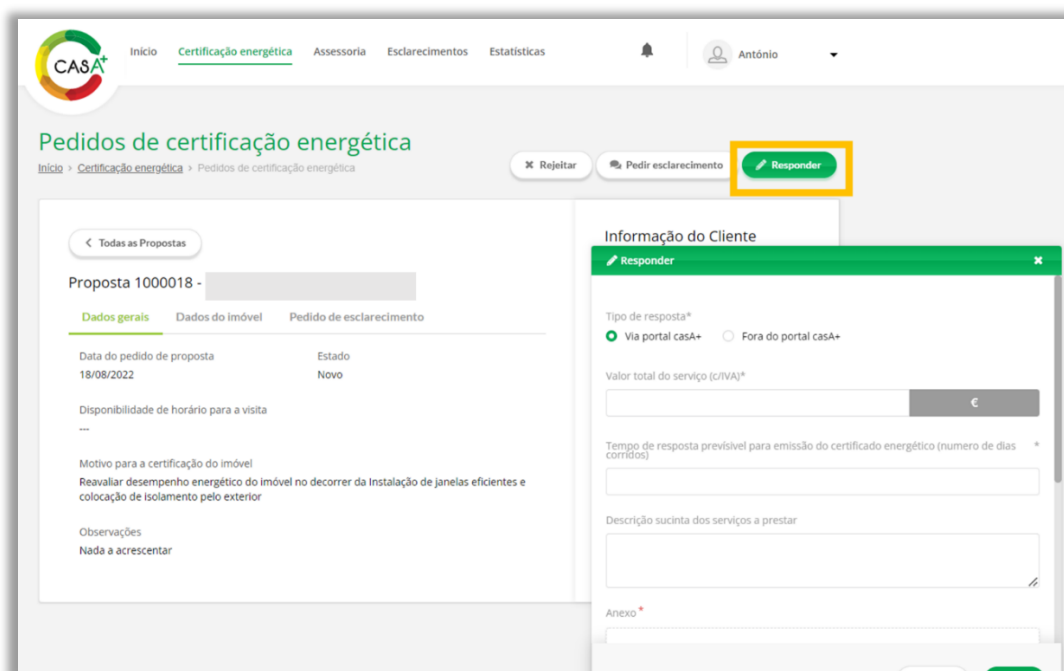 CASA+
Início Certificação energética Assessoria Esclarecimentos Estatísticas António
Pedidos de certificação energética
Início > Certificação energética > Pedidos de certificação energética
Rejeitar Pedir esclarecimento Responder
Todas as Propostas
Proposta 1000018 -
Dados gerais Dados do imóvel Pedido de esclarecimento
Data do pedido de proposta Estado
18/08/2022 Novo
Disponibilidade de horário para a visita
---
Motivo para a certificação do imóvel
Reavaliar desempenho energético do imóvel no decorrer da Instalação de janelas eficientes e
colocação de isolamento pelo exterior
Observações
Nada a acrescentar
Informação do Cliente
Responder
Tipo de resposta*
Via portal casA+ Fora do portal casA+
Valor total do serviço (c/IVA)*
€
Tempo de resposta previsível para emissão do certificado energético (numero de dias *
corridos)
Descrição sucinta dos serviços a prestar
Anexo *